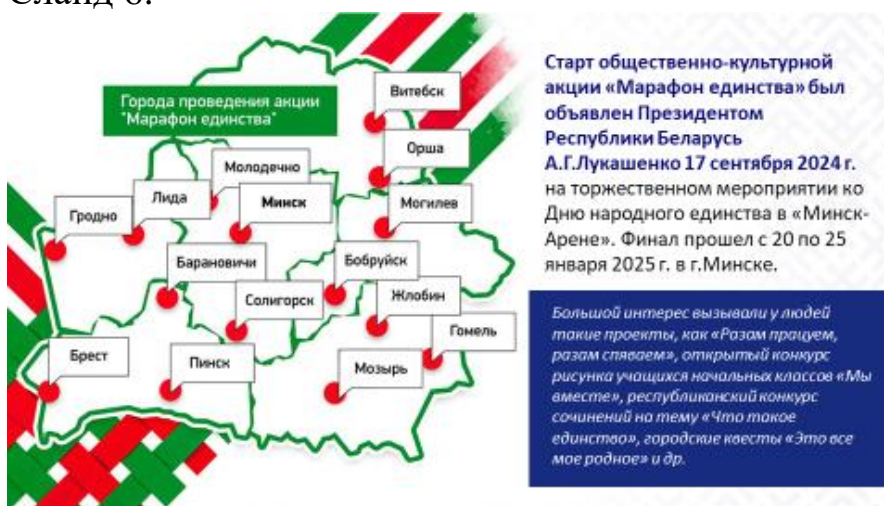 Слайд 6.
Города проведения акции
"Марафон единства"
Витебск
Орша
Молодечно
Лида
Минск
Могилев
Гродно
Барановичи
Бобруйск
Солигорск
Жлобин
Гомель
Брест
Пинск
Мозырь
Старт общественно-культурной
акции «Марафон единства» был
объявлен Президентом
Республики Беларусь
А.Г.Лукашенко 17 сентября 2024 г.
на торжественном мероприятии ко
Дню народного единства в «Минск-
Арене». Финал прошел с 20 по 25
января 2025 г. в г.Минске.
Большой интерес вызывали у людей
такие проекты, как «Разам працуем,
разам спяваем», открытый конкурс
рисунка учащихся начальных классов «Мы
вместе», республиканский конкурс
сочинений на тему «Что такое
единство», городские квесты «Это все
мое родное» и др.